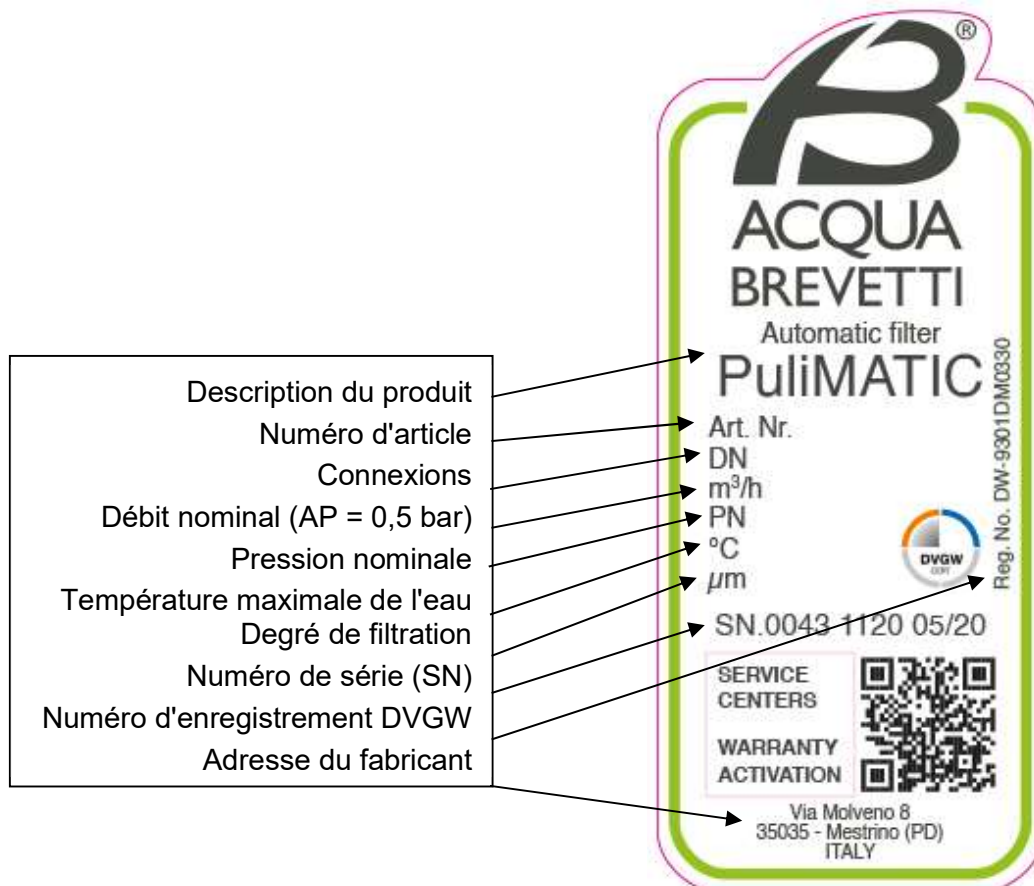 Description du produit
Numéro d'article
Connexions
Débit nominal (AP = 0,5 bar)
Pression nominale
Température maximale de l'eau
Degré de filtration
Numéro de série (SN)
Numéro d'enregistrement DVGW
Adresse du fabricant
®
ACQUA
BREVETTI
Automatic filter
PuliMATIC
Art. Nr.
DN
m³/h
PN
°C
µm
DVGW
CERT
Reg. No. DW-9301DM0330
SN.0043 1120 05/20
SERVICE
CENTERS
WARRANTY
ACTIVATION
Via Molveno 8
35035 - Mestrino (PD)
ITALY